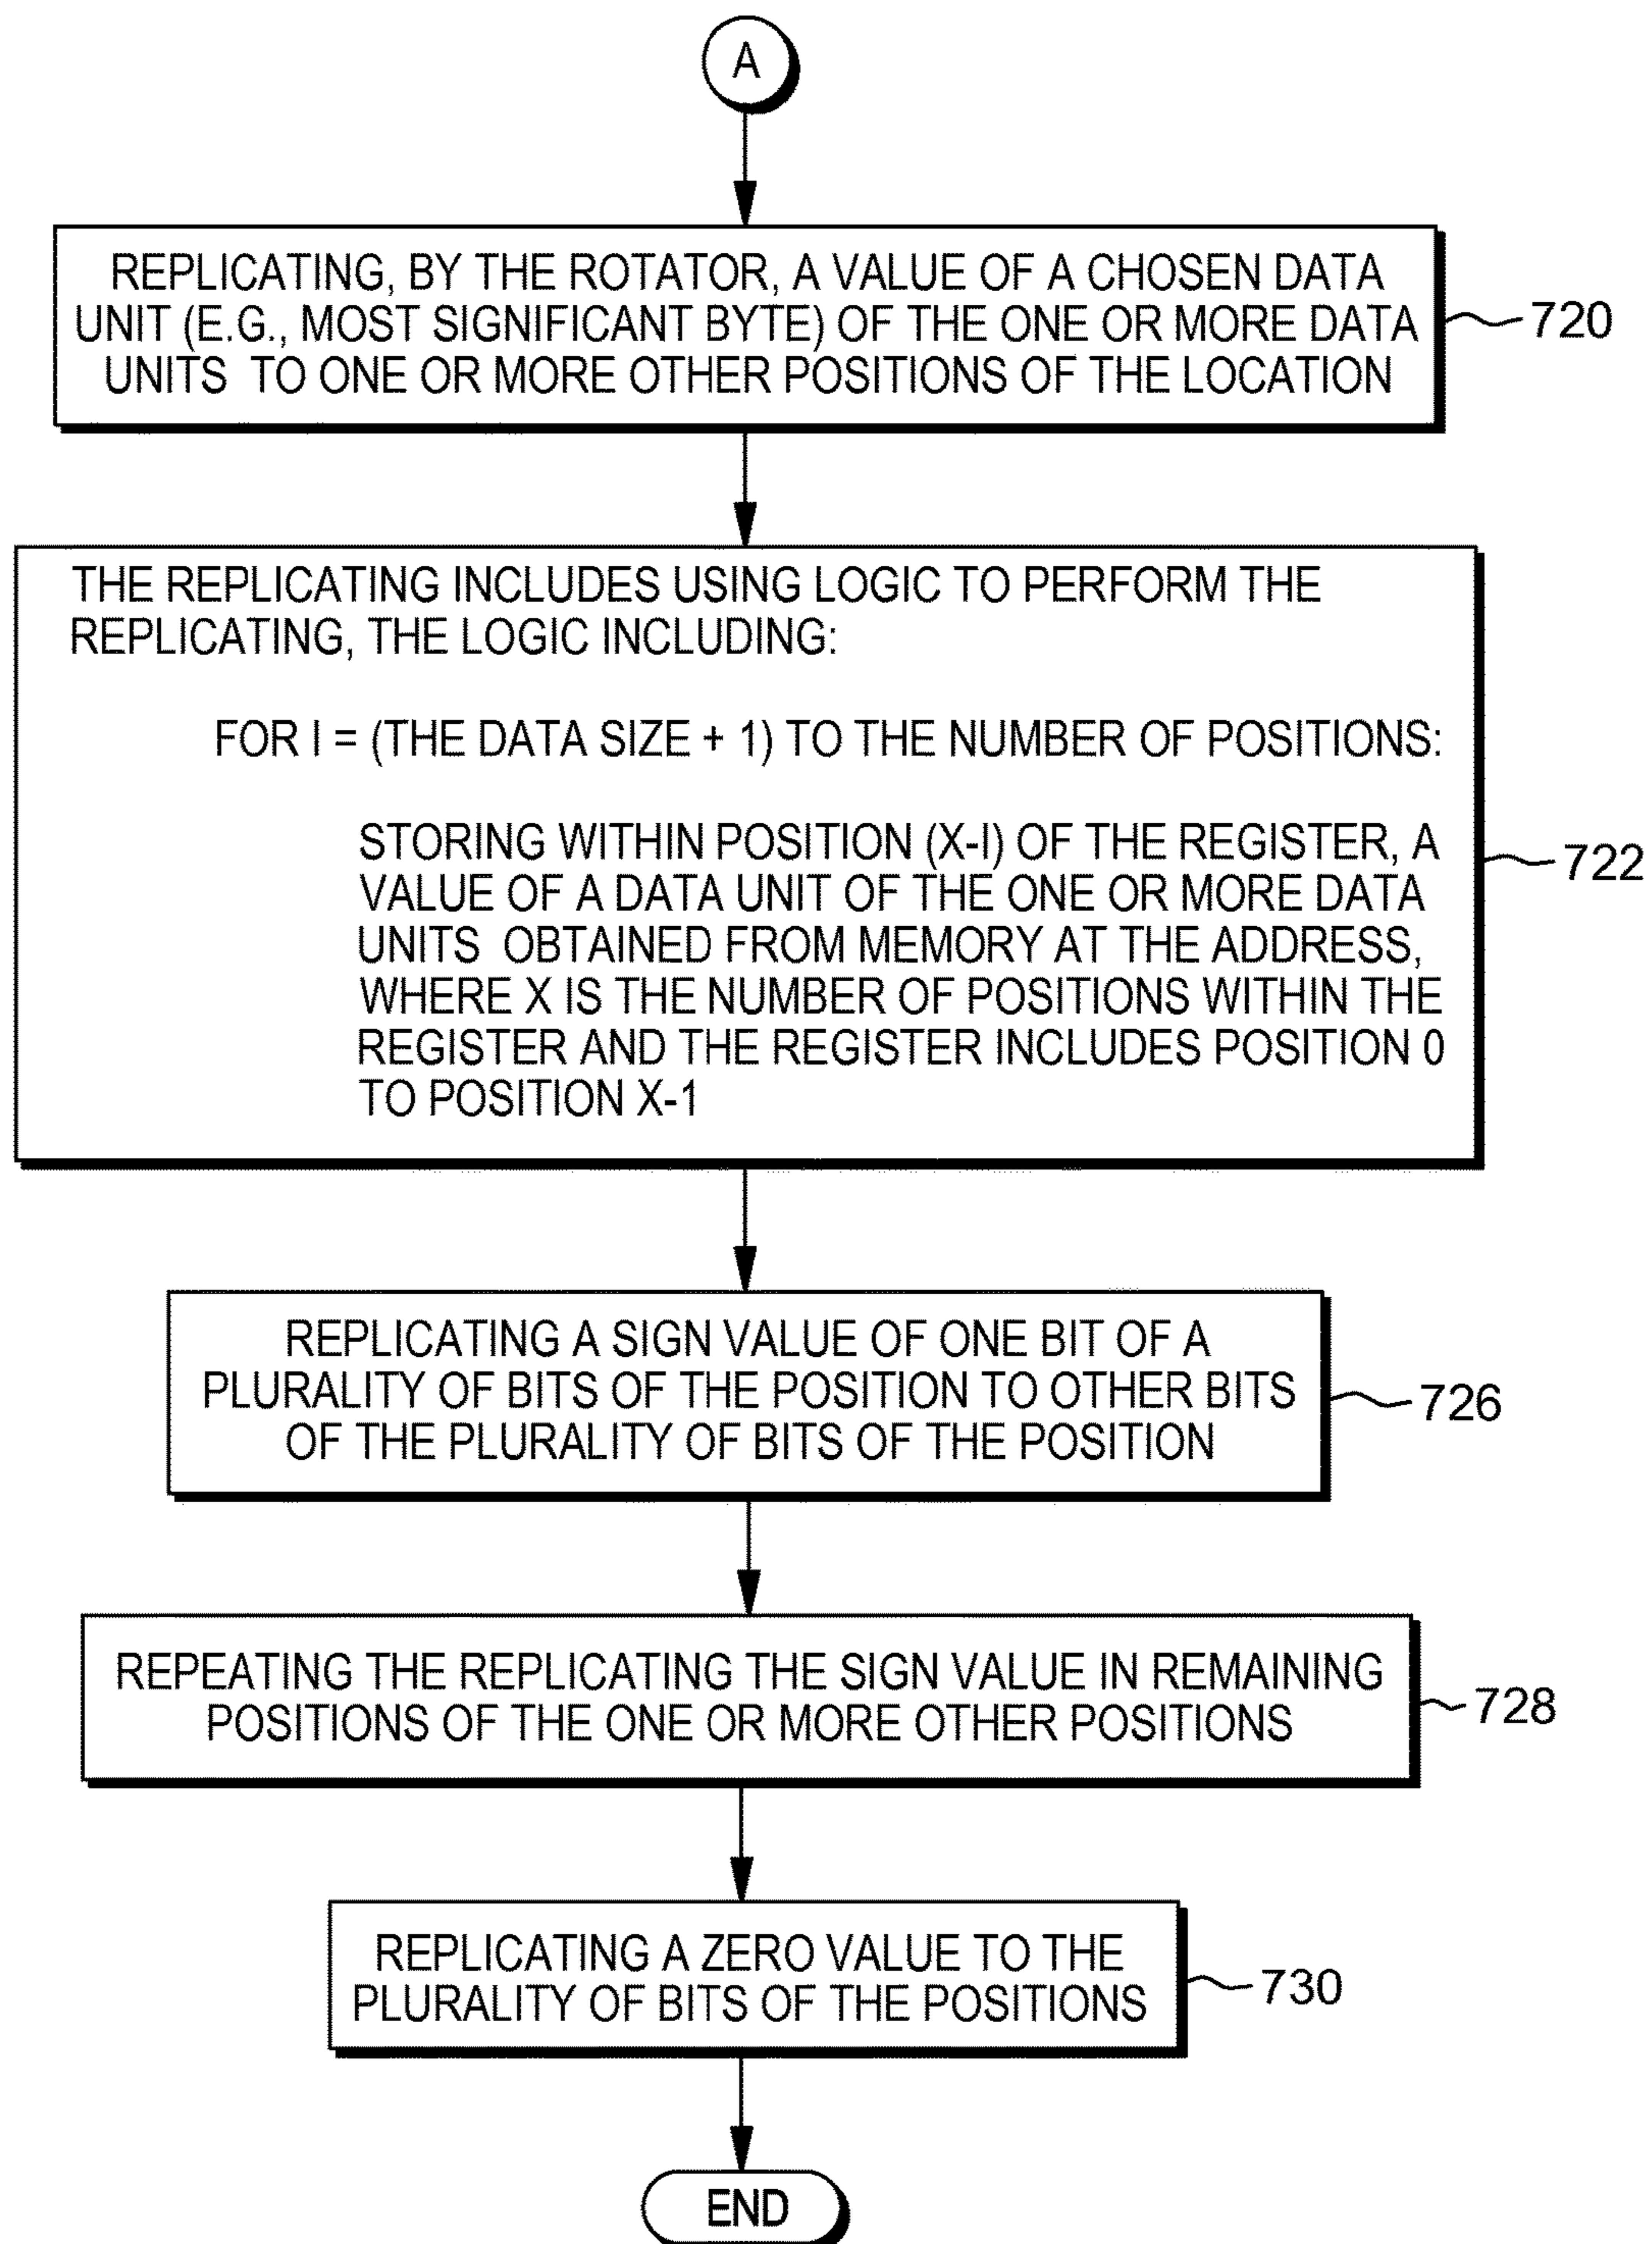 A
REPLICATING, BY THE ROTATOR, A VALUE OF A CHOSEN DATA
UNIT (E.G., MOST SIGNIFICANT BYTE) OF THE ONE OR MORE DATA
UNITS TO ONE OR MORE OTHER POSITIONS OF THE LOCATION
720
THE REPLICATING INCLUDES USING LOGIC TO PERFORM THE
REPLICATING, THE LOGIC INCLUDING:
FOR I = (THE DATA SIZE + 1) TO THE NUMBER OF POSITIONS:
STORING WITHIN POSITION (X-I) OF THE REGISTER, A
VALUE OF A DATA UNIT OF THE ONE OR MORE DATA
UNITS OBTAINED FROM MEMORY AT THE ADDRESS,
WHERE X IS THE NUMBER OF POSITIONS WITHIN THE
REGISTER AND THE REGISTER INCLUDES POSITION 0
TO POSITION X-1
722
REPLICATING A SIGN VALUE OF ONE BIT OF A
PLURALITY OF BITS OF THE POSITION TO OTHER BITS
OF THE PLURALITY OF BITS OF THE POSITION
726
REPEATING THE REPLICATING THE SIGN VALUE IN REMAINING
POSITIONS OF THE ONE OR MORE OTHER POSITIONS
728
REPLICATING A ZERO VALUE TO THE
PLURALITY OF BITS OF THE POSITIONS
730
END